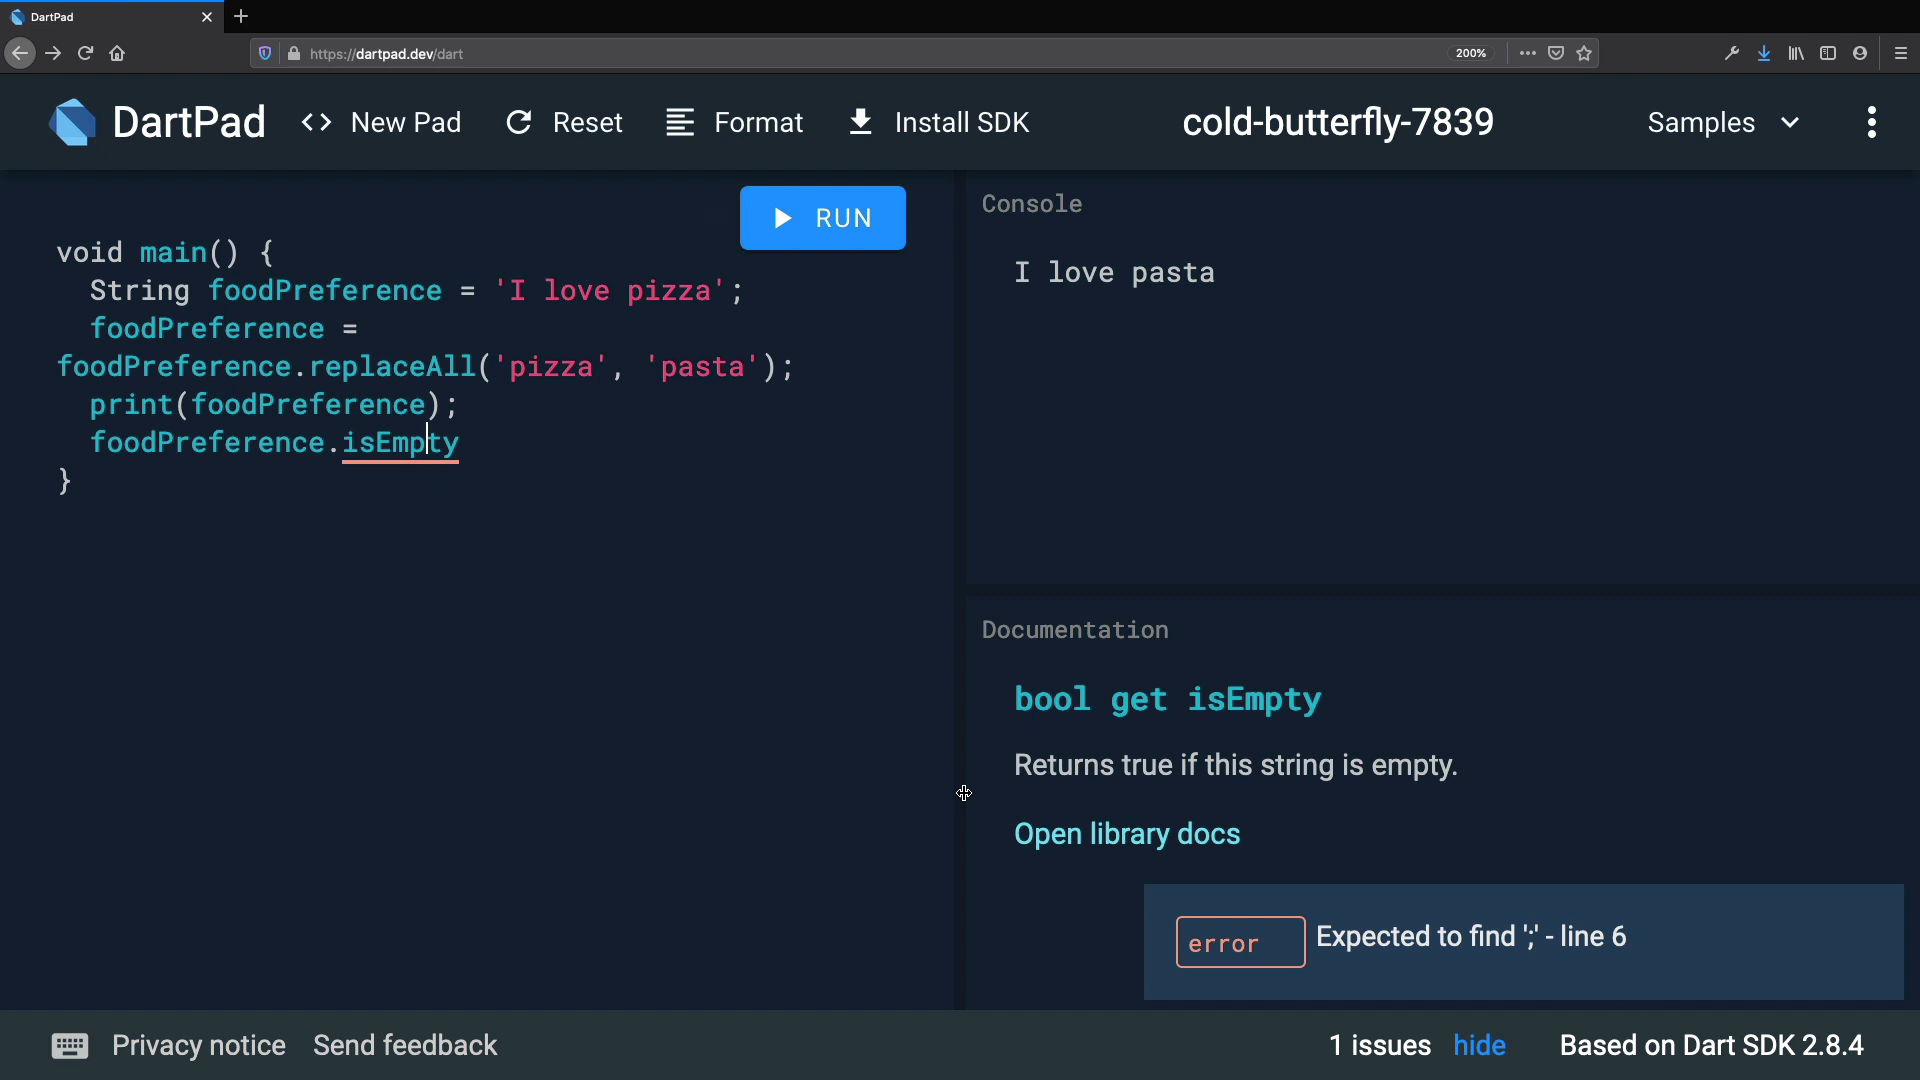 DartPad
https://dartpad.dev/dart
200%
DartPad
<> New Pad
Reset
Format
Install SDK
cold-butterfly-7839
Samples
RUN
void main() {
  String foodPreference = 'I love pizza';
  foodPreference =
foodPreference.replaceAll('pizza', 'pasta');
  print(foodPreference);
  foodPreference.isEmpty
}
Console
I love pasta
Documentation
bool get isEmpty
Returns true if this string is empty.
Open library docs
error Expected to find ';' - line 6
Privacy notice
Send feedback
1 issues hide
Based on Dart SDK 2.8.4